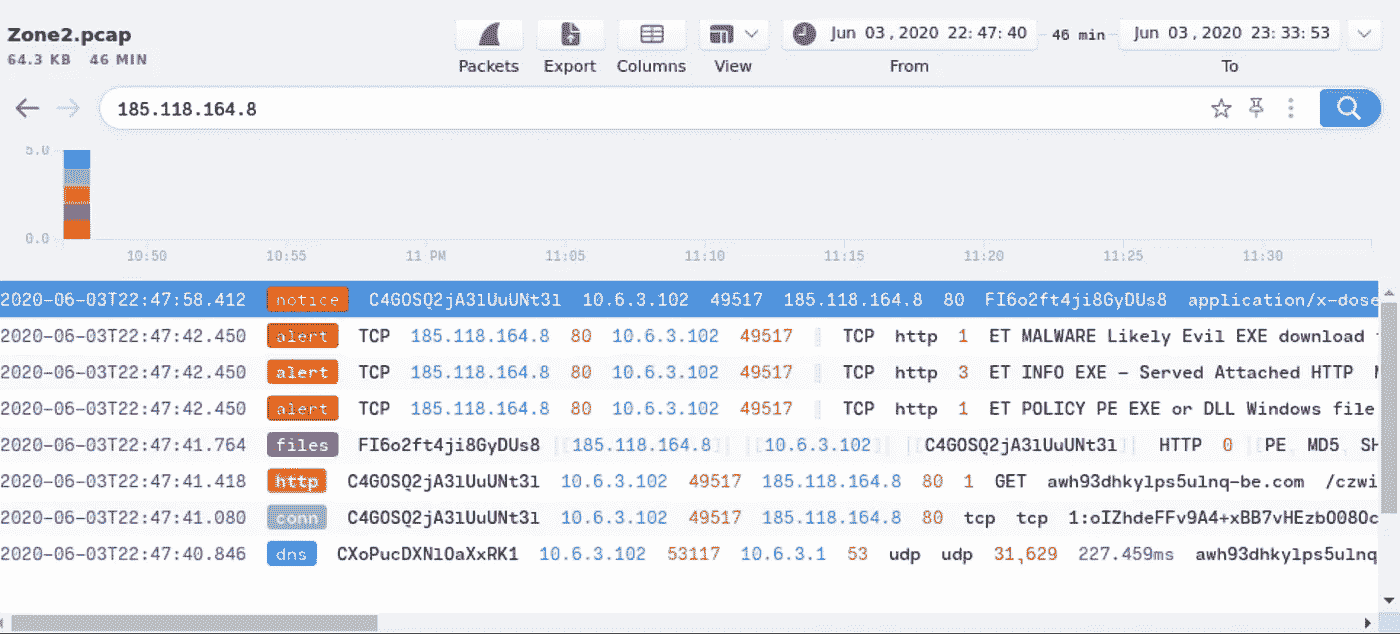 Zone2.pcap
64.3 KB 46 MIN
Packets Export Columns View
Jun 03 , 2020 22: 47: 40 46 min Jun 03 , 2020 23: 33: 53
From To
185.118.164.8
5.0
0.0
10:50 10:55 11 PM 11:05 11:10 11:15 11:20 11:25 11:30
2020-06-03T22:47:58.412 notice C4GOSQ2jA3lUuUNt3l 10.6.3.102 49517 185.118.164.8 80 FI6o2ft4ji8GyDUs8 application/x-dose
2020-06-03T22:47:42.450 alert TCP 185.118.164.8 80 10.6.3.102 49517 TCP http 1 ET MALWARE Likely Evil EXE download
2020-06-03T22:47:42.450 alert TCP 185.118.164.8 80 10.6.3.102 49517 TCP http 3 ET INFO EXE - Served Attached HTTP
2020-06-03T22:47:42.450 alert TCP 185.118.164.8 80 10.6.3.102 49517 TCP http 1 ET POLICY PE EXE or DLL Windows file
2020-06-03T22:47:41.764 files FI6o2ft4ji8GyDUs8 [[185.118.164.8]] [[10.6.3.102]] [[C4GOSQ2jA3lUuUNt3l]] HTTP 0 [[PE, MD5, SH
2020-06-03T22:47:41.418 http C4GOSQ2jA3lUuUNt3l 10.6.3.102 49517 185.118.164.8 80 1 GET awh93dhkylps5ulnq-be.com /czwi
2020-06-03T22:47:41.080 conn C4GOSQ2jA3lUuUNt3l 10.6.3.102 49517 185.118.164.8 80 tcp tcp 1:oIZhdeFFv9A4+xBB7vHEzbO08Oc
2020-06-03T22:47:40.846 dns CXoPucDXNlOaXxRK1 10.6.3.102 53117 10.6.3.1 53 udp udp 31,629 227.459ms awh93dhkylps5ulnq